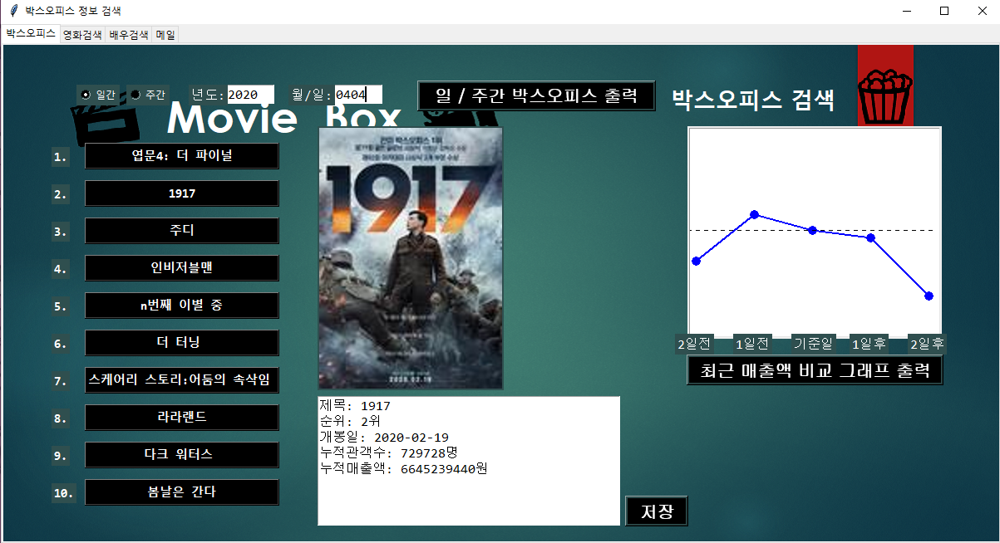 박스오피스 정보 검색
박스오피스 영화검색 배우검색 메일
일간 주간 년도: 2020 월/일: 0404 일 / 주간 박스오피스 출력 박스오피스 검색
Movie Box
1. 엽문4: 더 파이널
2. 1917
3. 주디
4. 인비저블맨
5. n번째 이별 중
6. 더 터닝
7. 스케어리 스토리:어둠의 속삭임
8. 라라랜드
9. 다크 워터스
10. 봄날은 간다
1917
2020.02.19
제목: 1917
순위: 2위
개봉일: 2020-02-19
누적관객수: 729728명
누적매출액: 6645239440원
저장
2일전 1일전 기준일 1일후 2일후
최근 매출액 비교 그래프 출력